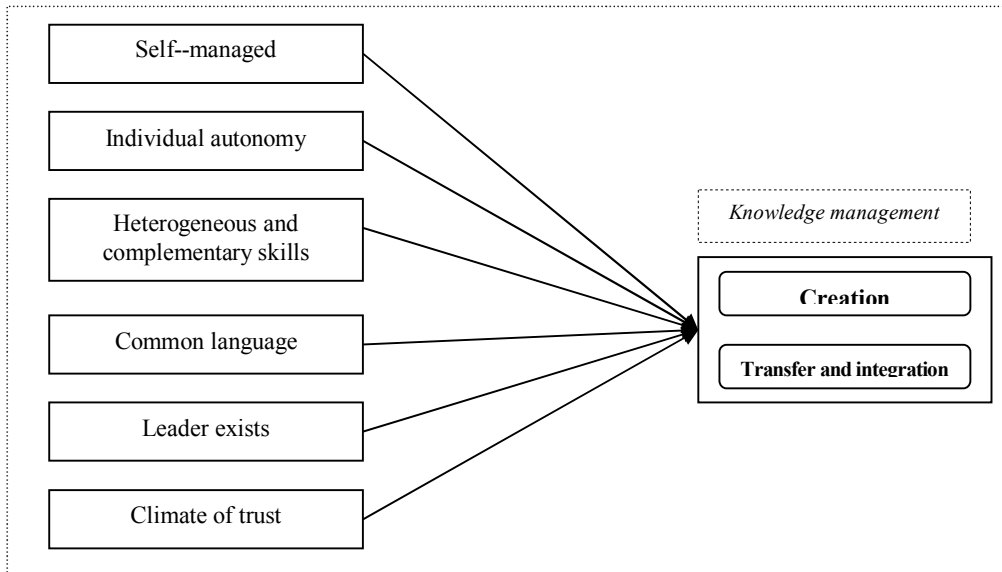 Self--managed
Individual autonomy
Heterogeneous and
complementary skills
Common language
Leader exists
Climate of trust
Knowledge management
Creation
Transfer and integration